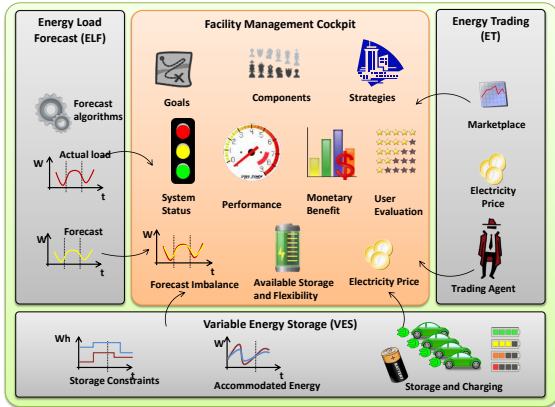 Energy Load
Forecast (ELF)
Forecast
algorithms
Actual load
W
t
Forecast
W
t
Facility Management Cockpit
Goals
Components
Strategies
System
Status
Performance
Monetary
Benefit
User
Evaluation
$
W
t
Forecast Imbalance
Available Storage
and Flexibility
Electricity Price
Energy Trading
(ET)
Marketplace
Electricity
Price
Trading Agent
Variable Energy Storage (VES)
Wh
t
Storage Constraints
W
t
Accommodated Energy
BATTERY
Storage and Charging